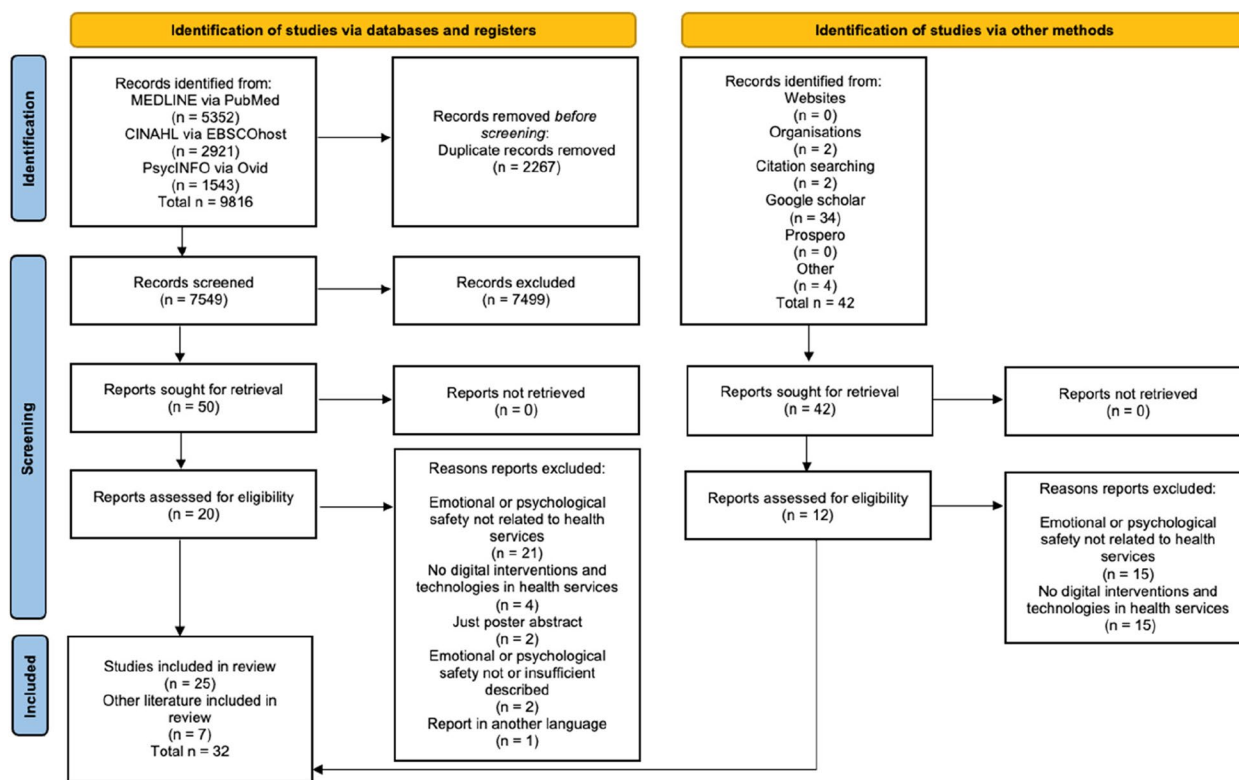 Identification of studies via databases and registers
Identification of studies via other methods
Identification
Records identified from:
MEDLINE via PubMed
(n = 5352)
CINAHL via EBSCOhost
(n = 2921)
PsycINFO via Ovid
(n = 1543)
Total n = 9816
Records removed before
screening:
Duplicate records removed
(n = 2267)
Records identified from:
Websites
(n = 0)
Organisations
(n = 2)
Citation searching
(n = 2)
Google scholar
(n = 34)
Prospero
(n = 0)
Other
(n = 4)
Total n = 42
Screening
Records screened
(n = 7549)
Records excluded
(n = 7499)
Reports sought for retrieval
(n = 50)
Reports not retrieved
(n = 0)
Reports sought for retrieval
(n = 42)
Reports not retrieved
(n = 0)
Reports assessed for eligibility
(n = 20)
Reasons reports excluded:
Emotional or psychological
safety not related to health
services
(n = 21)
No digital interventions and
technologies in health services
(n = 4)
Just poster abstract
(n = 2)
Emotional or psychological
safety not or insufficient
described
(n = 2)
Report in another language
(n = 1)
Reports assessed for eligibility
(n = 12)
Reasons reports excluded:
Emotional or psychological
safety not related to health
services
(n = 15)
No digital interventions and
technologies in health services
(n = 15)
Included
Studies included in review
(n = 25)
Other literature included in
review
(n = 7)
Total n = 32